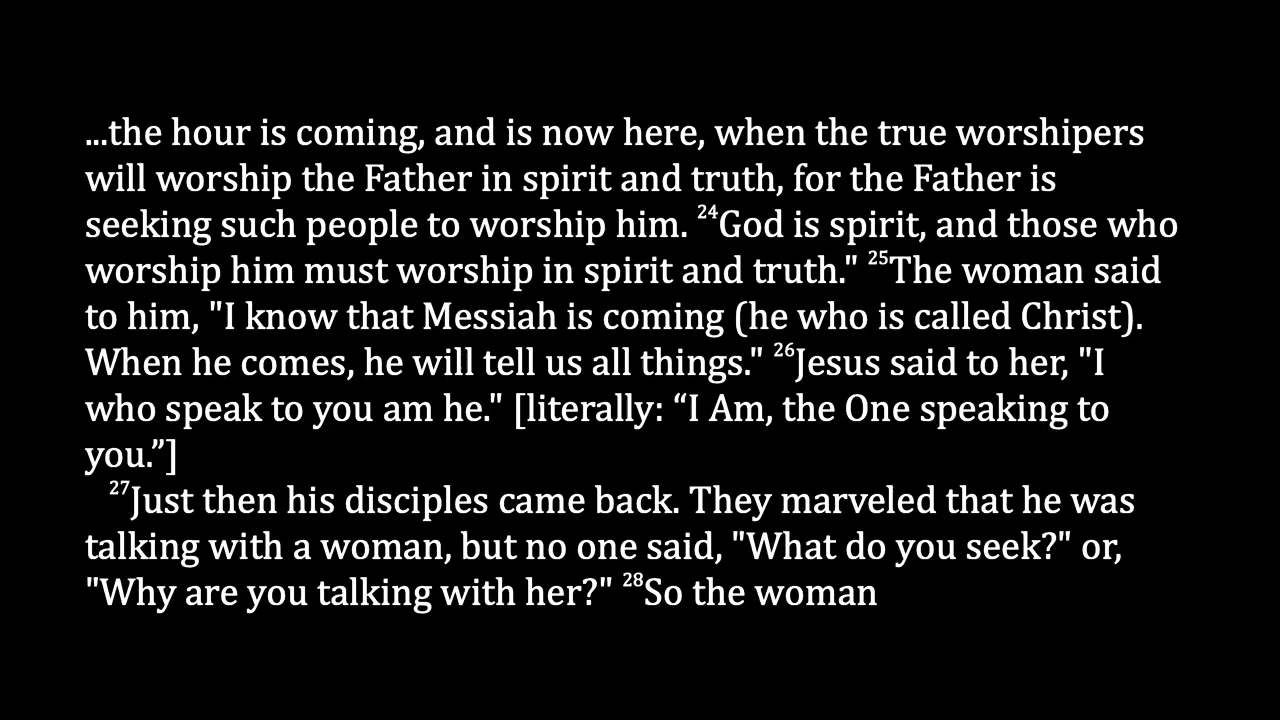 ...the hour is coming, and is now here, when the true worshipers
will worship the Father in spirit and truth, for the Father is
seeking such people to worship him. ²⁴God is spirit, and those who
worship him must worship in spirit and truth." ²⁵The woman said
to him, "I know that Messiah is coming (he who is called Christ).
When he comes, he will tell us all things." ²⁶Jesus said to her, "I
who speak to you am he." [literally: “I Am, the One speaking to
you.”]
²⁷Just then his disciples came back. They marveled that he was
talking with a woman, but no one said, "What do you seek?" or,
"Why are you talking with her?" ²⁸So the woman